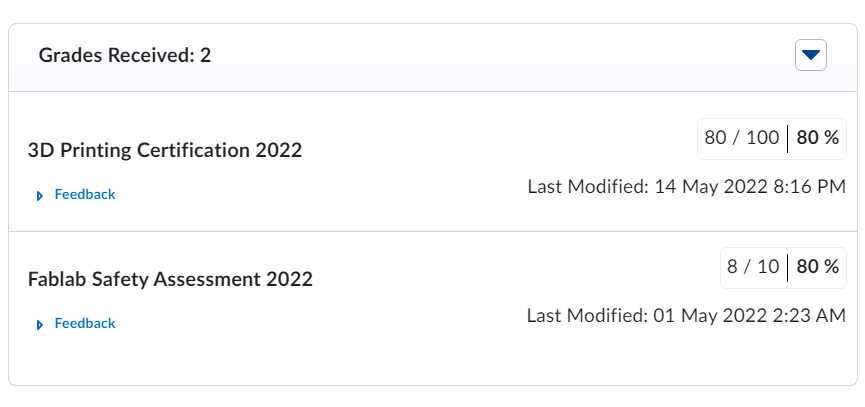 Grades Received: 2
3D Printing Certification 2022
80 / 100 80 %
Feedback
Last Modified: 14 May 2022 8:16 PM
Fablab Safety Assessment 2022
8 / 10 80 %
Feedback
Last Modified: 01 May 2022 2:23 AM